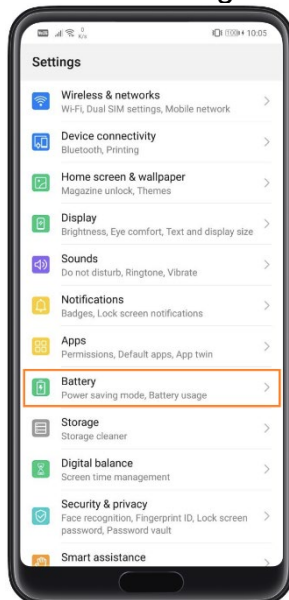 10:05
Settings
Wireless & networks
Wi-Fi, Dual SIM settings, Mobile network
Device connectivity
Bluetooth, Printing
Home screen & wallpaper
Magazine unlock, Themes
Display
Brightness, Eye comfort, Text and display size
Sounds
Do not disturb, Ringtone, Vibrate
Notifications
Badges, Lock screen notifications
Apps
Permissions, Default apps, App twin
Battery
Power saving mode, Battery usage
Storage
Storage cleaner
Digital balance
Screen time management
Security & privacy
Face recognition, Fingerprint ID, Lock screen
password, Password vault
Smart assistance